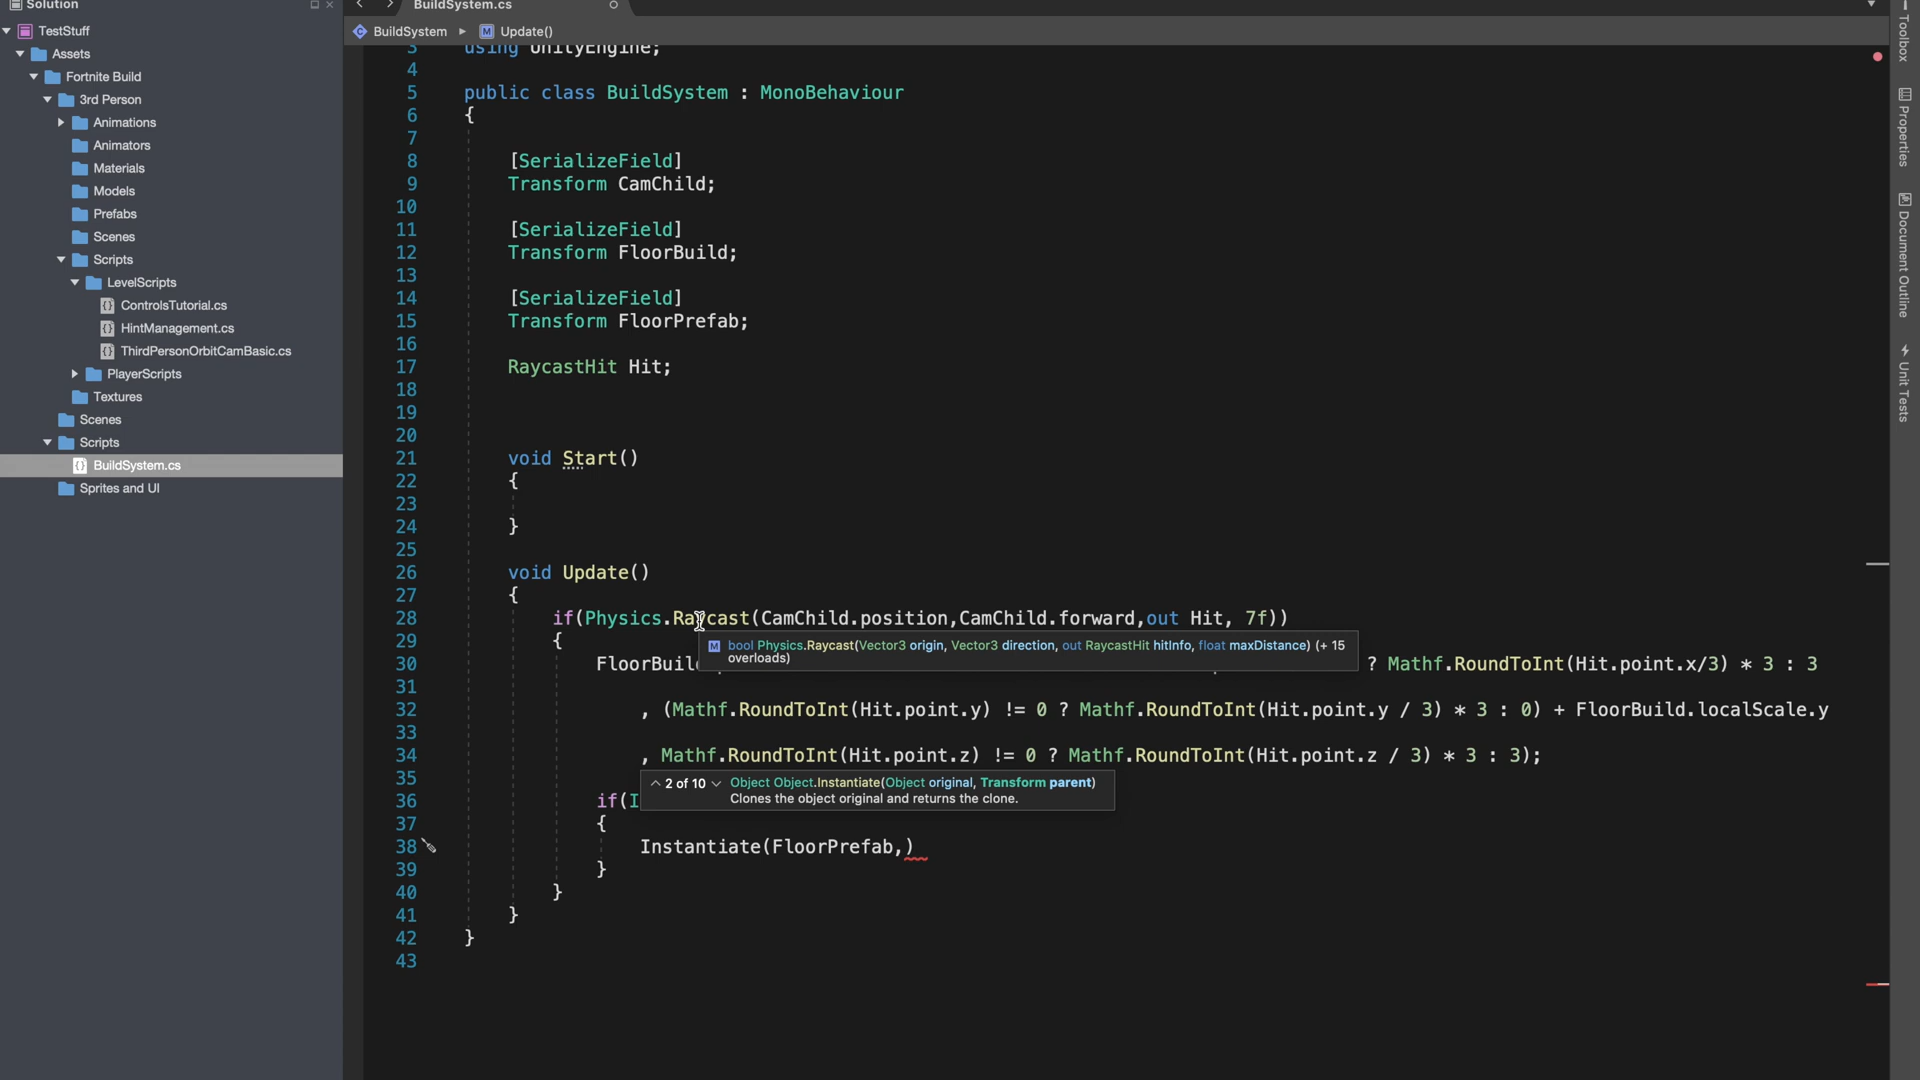 Solution
TestStuff
Assets
Fortnite Build
3rd Person
Animations
Animators
Materials
Models
Prefabs
Scenes
Scripts
LevelScripts
ControlsTutorial.cs
HintManagement.cs
ThirdPersonOrbitCamBasic.cs
PlayerScripts
Textures
Scenes
Scripts
BuildSystem.cs
Sprites and UI
BuildSystem.cs
BuildSystem Update()
3 using UnityEngine;
4
5 public class BuildSystem : MonoBehaviour
6 {
7
8 [SerializeField]
9 Transform CamChild;
10
11 [SerializeField]
12 Transform FloorBuild;
13
14 [SerializeField]
15 Transform FloorPrefab;
16
17 RaycastHit Hit;
18
19
20
21 void Start()
22 {
23
24 }
25
26 void Update()
27 {
28 if(Physics.Raycast(CamChild.position,CamChild.forward,out Hit, 7f))
29 {
bool Physics.Raycast(Vector3 origin, Vector3 direction, out RaycastHit hitInfo, float maxDistance) (+ 15
overloads)
30 ? Mathf.RoundToInt(Hit.point.x/3) * 3 : 3
31
32 , (Mathf.RoundToInt(Hit.point.y) != 0 ? Mathf.RoundToInt(Hit.point.y / 3) * 3 : 0) + FloorBuild.localScale.y
33
34 , Mathf.RoundToInt(Hit.point.z) != 0 ? Mathf.RoundToInt(Hit.point.z / 3) * 3 : 3);
35
2 of 10 Object Object.Instantiate(Object original, Transform parent)
Clones the object original and returns the clone.
36 if(I
37 {
38 Instantiate(FloorPrefab,)
39 }
40 }
41 }
42 }
43
Toolbox
Properties
Document Outline
Unit Tests